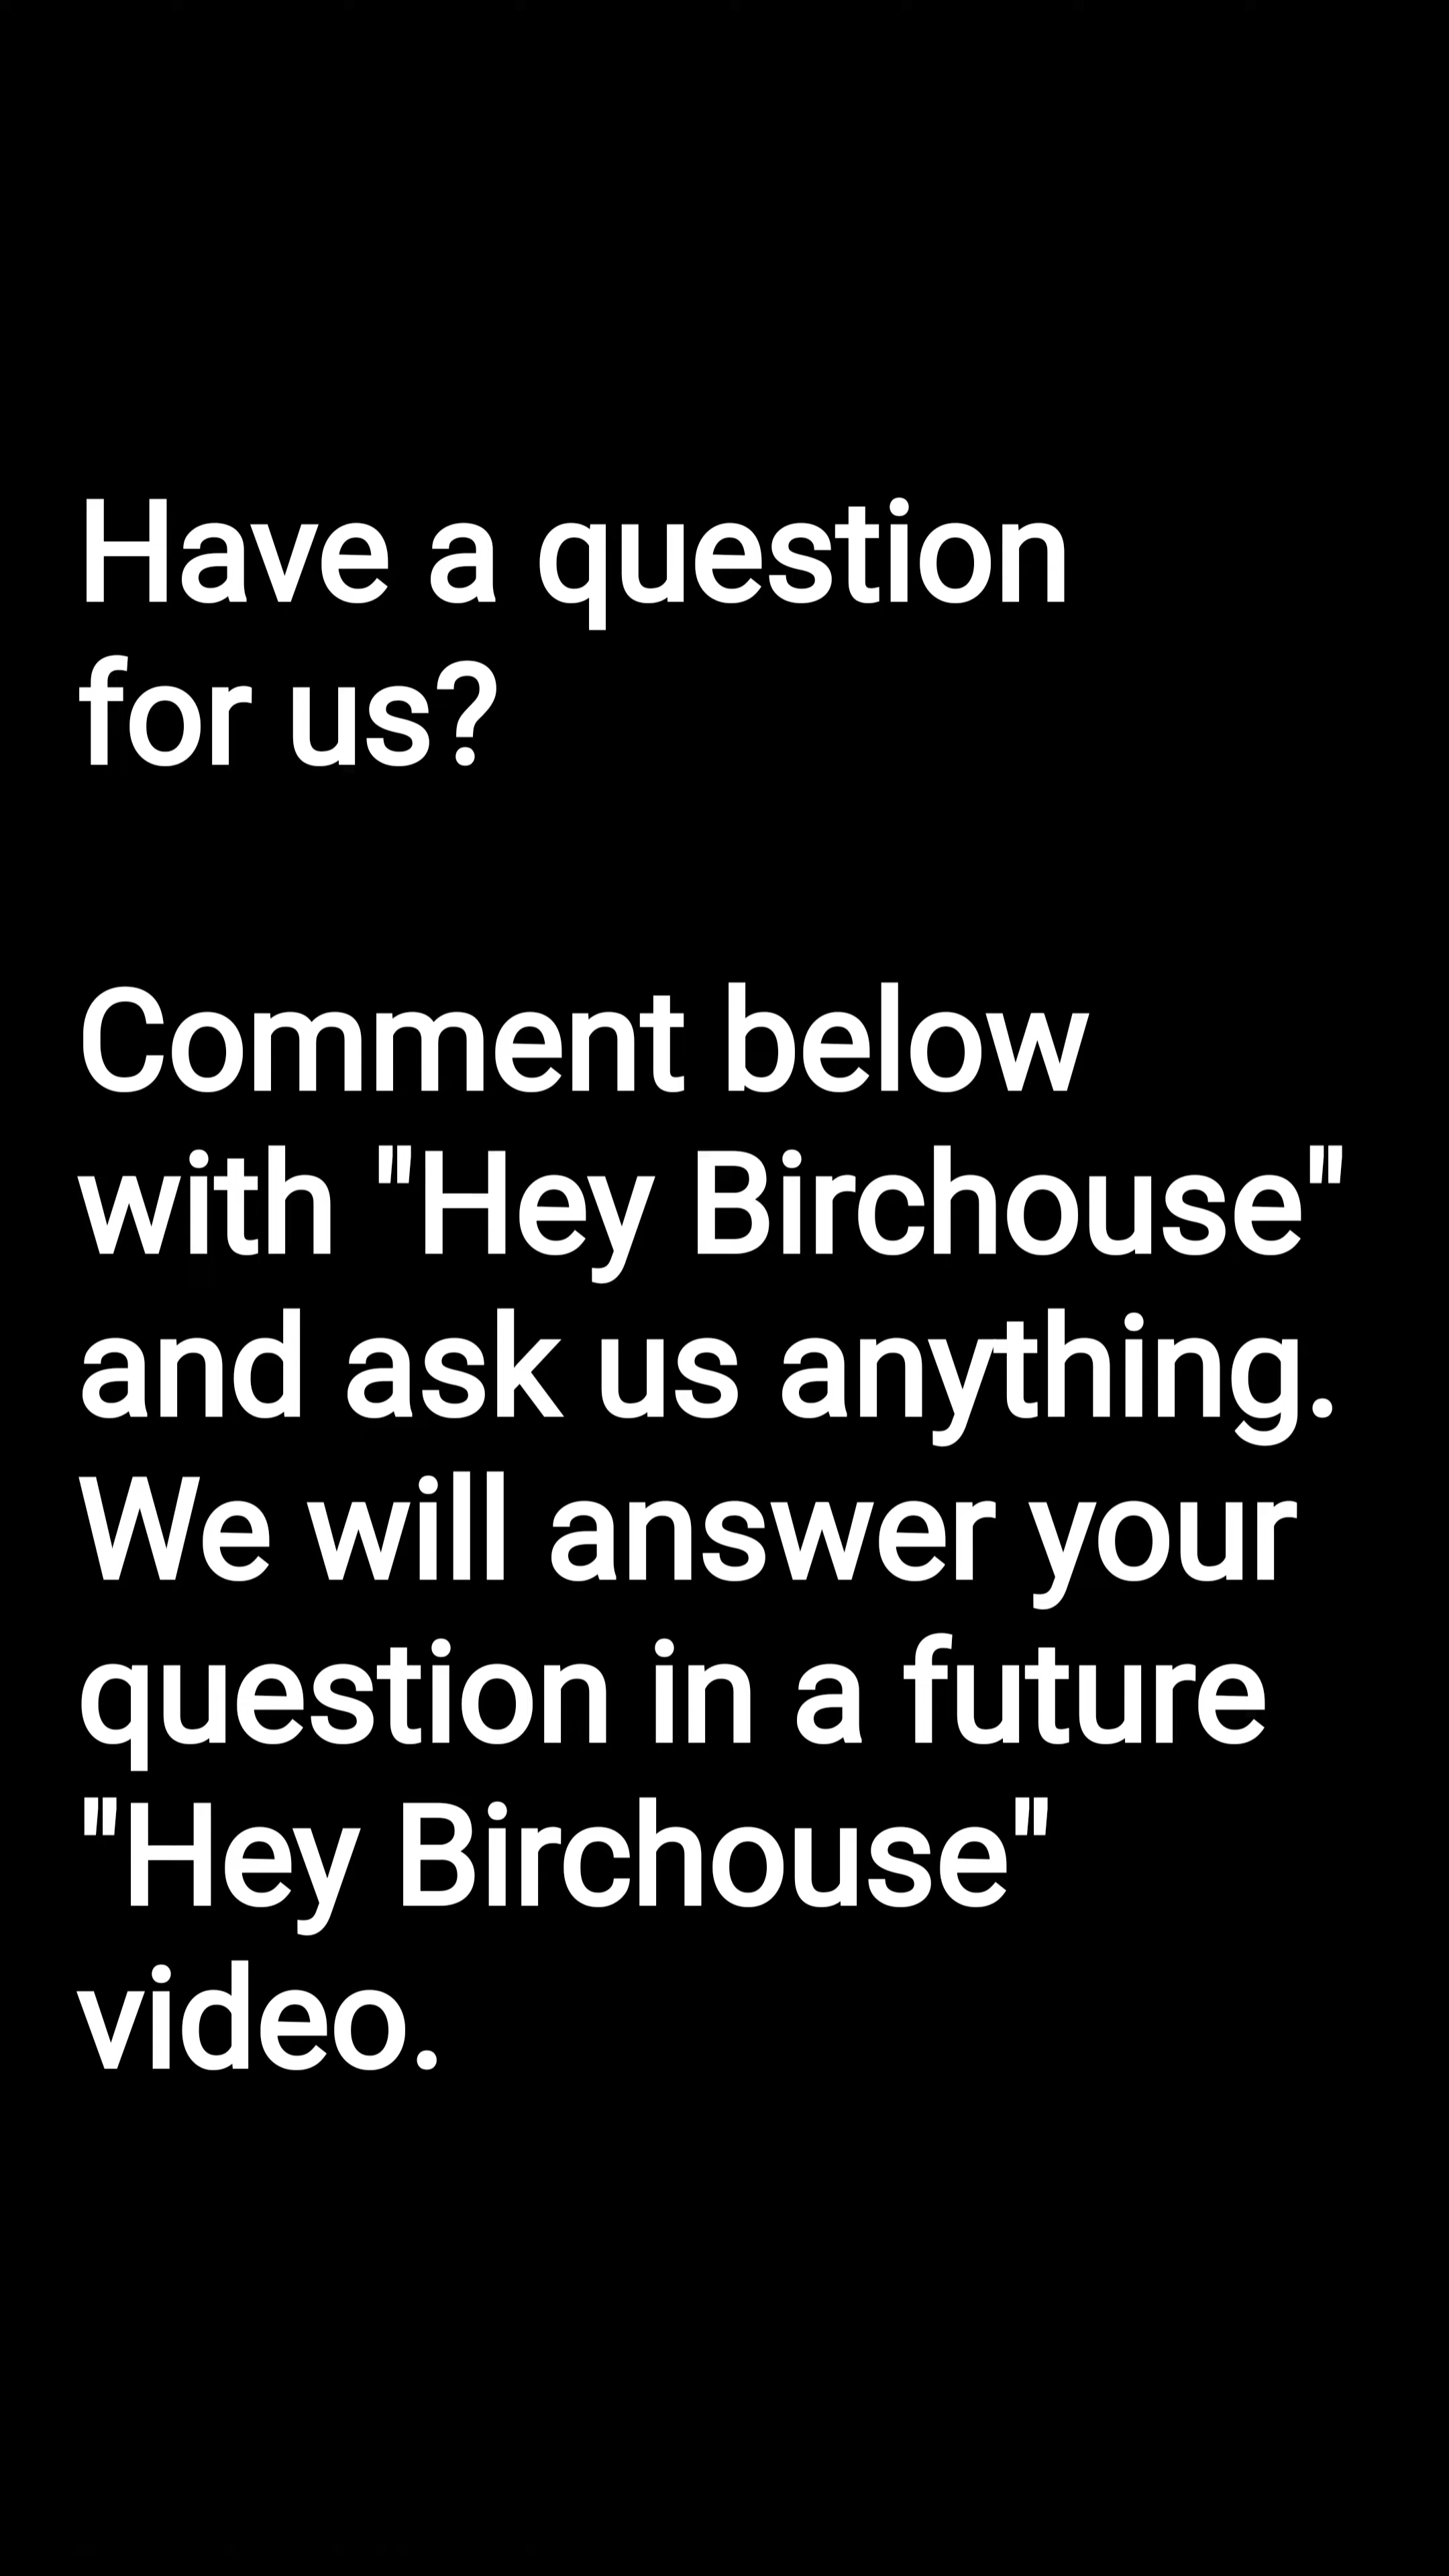 Have a question
for us?
Comment below
with "Hey Birchouse"
and ask us anything.
We will answer your
question in a future
"Hey Birchouse"
video.